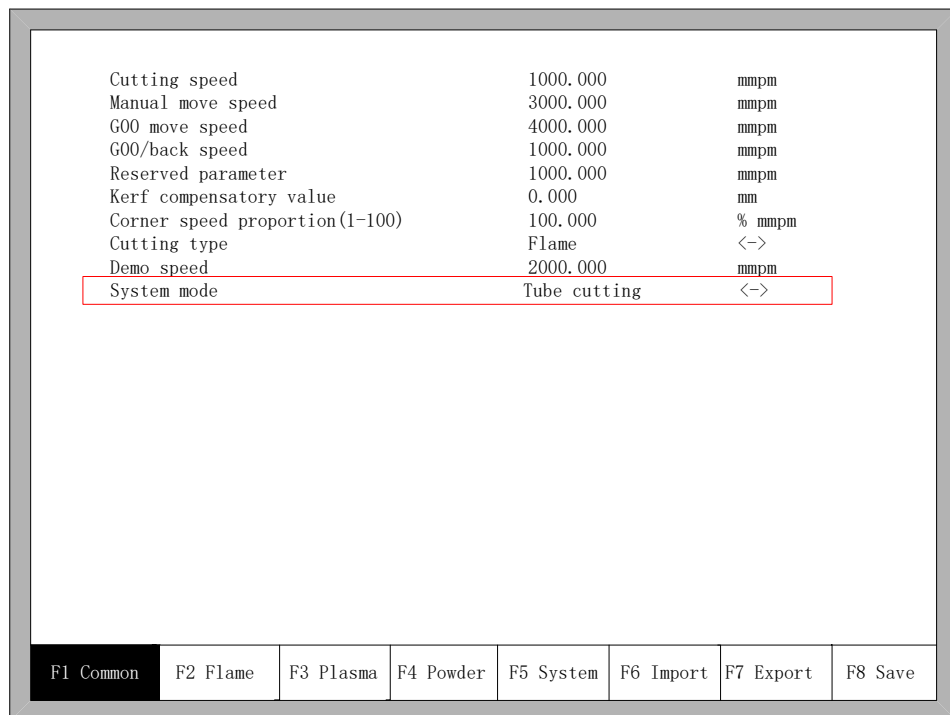 Cutting speed 1000.000 mmpm
Manual move speed 3000.000 mmpm
G00 move speed 4000.000 mmpm
G00/back speed 1000.000 mmpm
Reserved parameter 1000.000 mmpm
Kerf compensatory value 0.000 mm
Corner speed proportion(1-100) 100.000 % mmpm
Cutting type Flame <->
Demo speed 2000.000 mmpm
System mode Tube cutting <->
F1 Common F2 Flame F3 Plasma F4 Powder F5 System F6 Import F7 Export F8 Save